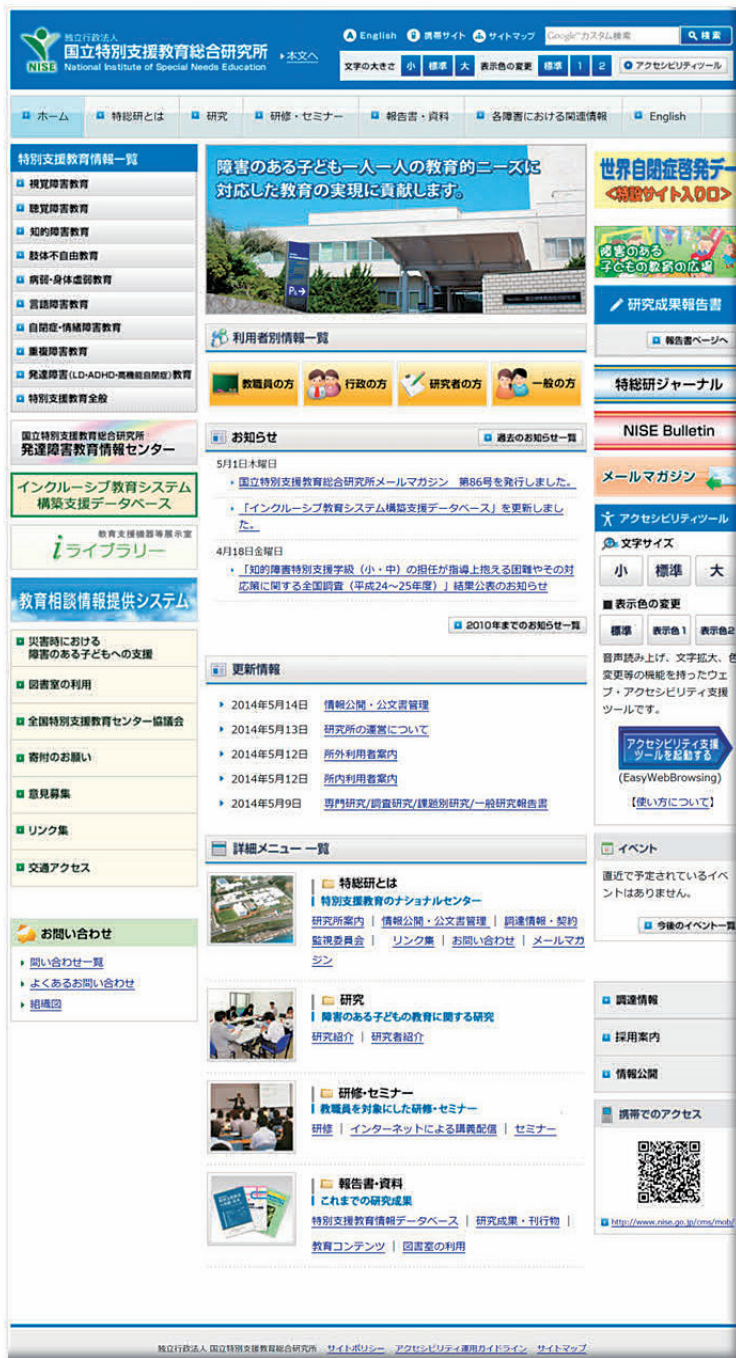 独立行政法人
国立特別支援教育総合研究所
National Institute of Special Needs Education
NISE
本文へ
English 携帯サイト サイトマップ Google カスタム検索 検索
文字の大きさ 小 標準 大 表示色の変更 標準 1 2 アクセシビリティツール
ホーム 特総研とは 研究 研修・セミナー 報告書・資料 各障害における関連情報 English
特別支援教育情報一覧
視覚障害教育
聴覚障害教育
知的障害教育
肢体不自由教育
病弱・身体虚弱教育
言語障害教育
自閉症・情緒障害教育
重複障害教育
発達障害(LD・ADHD・高機能自閉症)教育
特別支援教育全般
国立特別支援教育総合研究所
発達障害教育情報センター
インクルーシブ教育システム
構築支援データベース
教育支援機器等展示室
iライブラリー
教育相談情報提供システム
災害時における
障害のある子どもへの支援
図書室の利用
全国特別支援教育センター協議会
寄付のお願い
意見募集
リンク集
交通アクセス
お問い合わせ
問い合わせ一覧
よくあるお問い合わせ
組織図
障害のある子ども一人一人の教育的ニーズに
対応した教育の実現に貢献します。
利用者別情報一覧
教職員の方 行政の方 研究者の方 一般の方
お知らせ 過去のお知らせ一覧
5月1日木曜日
国立特別支援教育総合研究所メールマガジン 第86号を発行しました。
「インクルーシブ教育システム構築支援データベース」を更新しまし
た。
4月18日金曜日
「知的障害特別支援学級（小・中）の担任が指導上抱える困難やその対
応策に関する全国調査（平成24～25年度）」結果公表のお知らせ
2010年までのお知らせ一覧
更新情報
2014年5月14日 情報公開・公文書管理
2014年5月13日 研究所の運営について
2014年5月12日 所外利用者案内
2014年5月12日 所内利用者案内
2014年5月9日 専門研究/調査研究/課題別研究/一般研究報告書
詳細メニュー 一覧
特総研とは
特別支援教育のナショナルセンター
研究所案内 | 情報公開・公文書管理 | 調達情報・契約
監視委員会 | リンク集 | お問い合わせ | メールマガ
ジン
研究
障害のある子どもの教育に関する研究
研究紹介 | 研究者紹介
研修・セミナー
教職員を対象にした研修・セミナー
研修 | インターネットによる講義配信 | セミナー
報告書・資料
これまでの研究成果
特別支援教育情報データベース | 研究成果・刊行物 |
教育コンテンツ | 図書室の利用
世界自閉症啓発デー
<特設サイト入り口>
障害のある
子どもの教育の広場
研究成果報告書
報告書ページへ
特総研ジャーナル
NISE Bulletin
メールマガジン
アクセシビリティツール
文字サイズ
小 標準 大
■表示色の変更
標準 表示色1 表示色2
音声読み上げ、文字拡大、色
変更等の機能を持ったウェ
ブ・アクセシビリティ支援
ツールです。
アクセシビリティ支援
ツールを起動する
(EasyWebBrowsing)
【使い方について】
イベント
直近で予定されているイベ
ントはありません。
今後のイベント一覧
調達情報
採用案内
情報公開
携帯でのアクセス
http://www.nise.go.jp/cms/mob/
独立行政法人 国立特別支援教育総合研究所 サイトポリシー アクセシビリティ運用ガイドライン サイトマップ